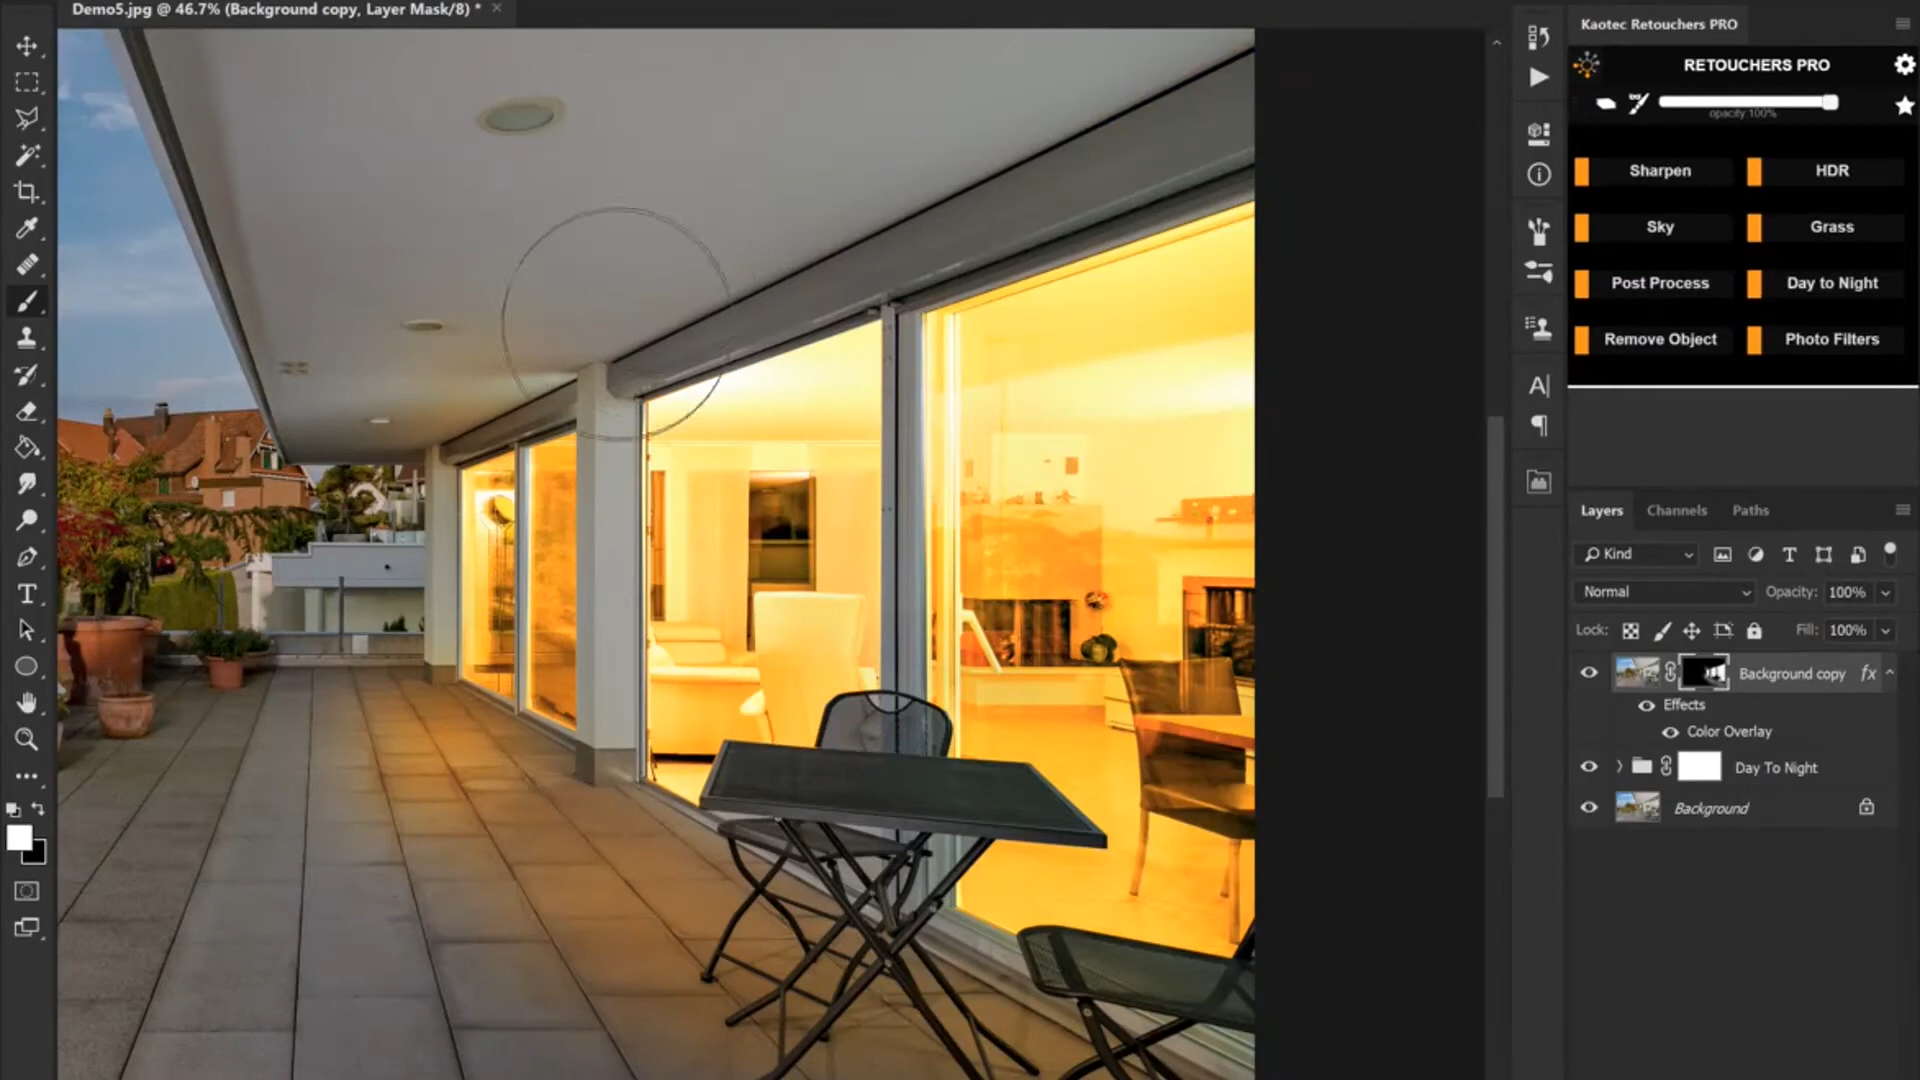 Demo5.jpg @ 46.7% (Background copy, Layer Mask/8) *
Kaotec Retouchers PRO
RETOUCHERS PRO
opacity:100%
Sharpen
HDR
Sky
Grass
Post Process
Day to Night
Remove Object
Photo Filters
Layers
Channels
Paths
Kind
Normal
Opacity: 100%
Lock:
Fill: 100%
Background copy
fx
Effects
Color Overlay
Day To Night
Background